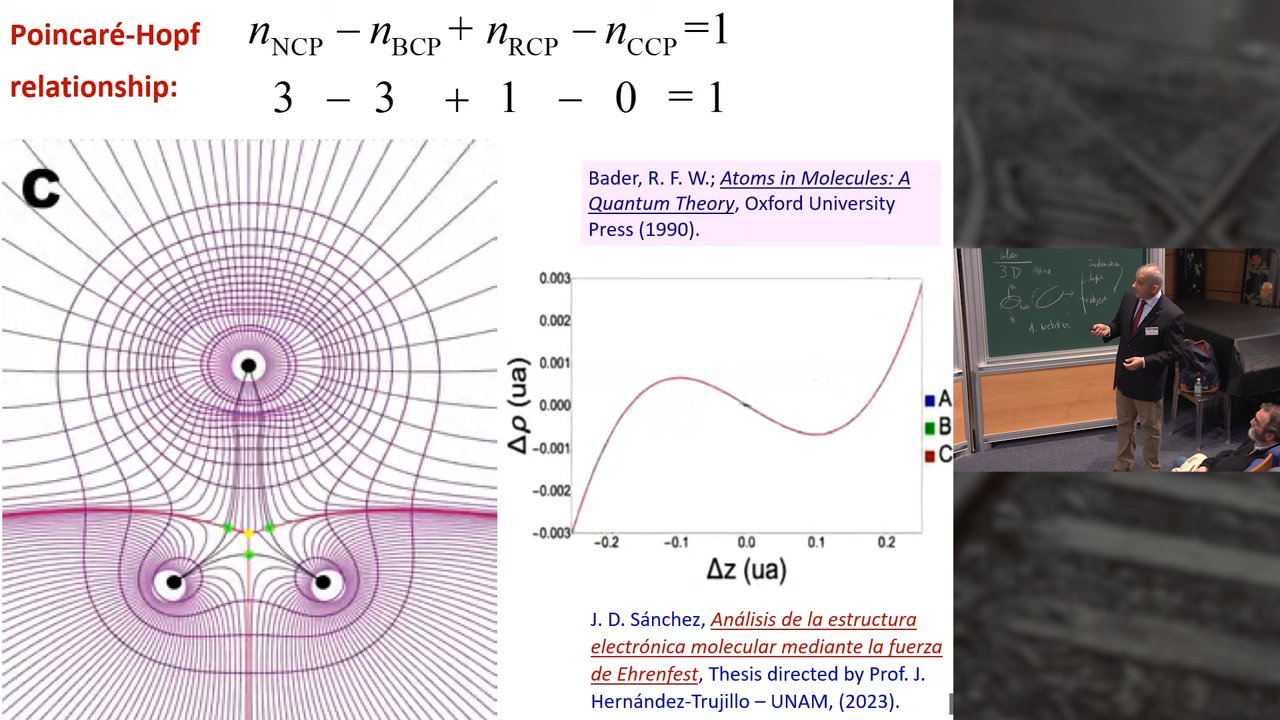 Poincaré-Hopf
relationship:
n_NCP − n_BCP + n_RCP − n_CCP = 1
3 − 3 + 1 − 0 = 1
C
Bader, R. F. W.; Atoms in Molecules: A
Quantum Theory, Oxford University
Press (1990).
0.003
0.002
0.001
0.000
−0.001
−0.002
−0.003
Δρ (ua)
−0.2 −0.1 0.0 0.1 0.2
Δz (ua)
A
B
C
J. D. Sánchez, Análisis de la estructura
electrónica molecular mediante la fuerza
de Ehrenfest, Thesis directed by Prof. J.
Hernández-Trujillo – UNAM, (2023).
3D
A. Webster